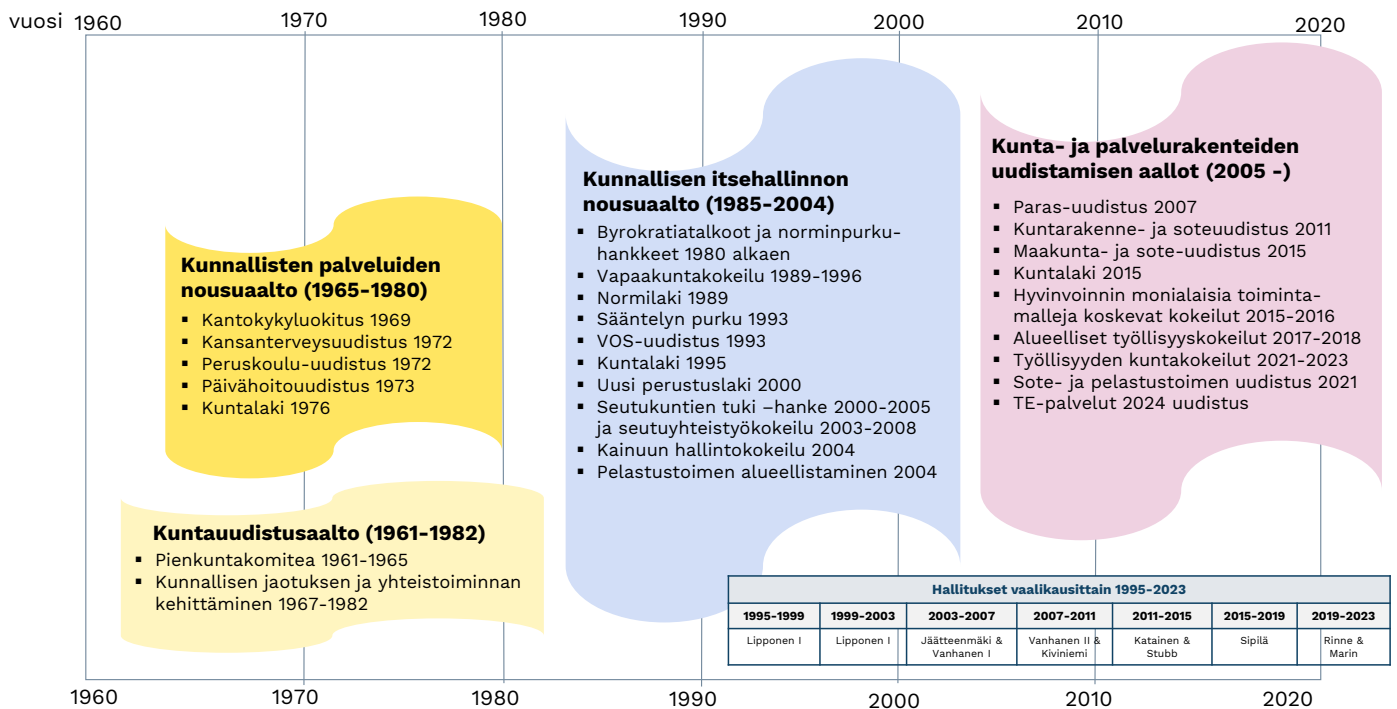 vuosi 1960 1970 1980 1990 2000 2010 2020
Kunnallisten palveluiden
nousuaalto (1965-1980)
▪ Kantokykyluokitus 1969
▪ Kansanterveysuudistus 1972
▪ Peruskoulu-uudistus 1972
▪ Päivähoitouudistus 1973
▪ Kuntalaki 1976
Kuntauudistusaalto (1961-1982)
▪ Pienkuntakomitea 1961-1965
▪ Kunnallisen jaotuksen ja yhteistoiminnan
kehittäminen 1967-1982
Kunnallisen itsehallinnon
nousuaalto (1985-2004)
▪ Byrokratiatalkoot ja norminpurku-
hankkeet 1980 alkaen
▪ Vapaakuntakokeilu 1989-1996
▪ Normilaki 1989
▪ Sääntelyn purku 1993
▪ VOS-uudistus 1993
▪ Kuntalaki 1995
▪ Uusi perustuslaki 2000
▪ Seutukuntien tuki –hanke 2000-2005
ja seutuyhteistyökokeilu 2003-2008
▪ Kainuun hallintokokeilu 2004
▪ Pelastustoimen alueellistaminen 2004
Kunta- ja palvelurakenteiden
uudistamisen aallot (2005 -)
▪ Paras-uudistus 2007
▪ Kuntarakenne- ja soteuudistus 2011
▪ Maakunta- ja sote-uudistus 2015
▪ Kuntalaki 2015
▪ Hyvinvoinnin monialaisia toiminta-
malleja koskevat kokeilut 2015-2016
▪ Alueelliset työllisyyskokeilut 2017-2018
▪ Työllisyyden kuntakokeilut 2021-2023
▪ Sote- ja pelastustoimen uudistus 2021
▪ TE-palvelut 2024 uudistus
Hallitukset vaalikausittain 1995-2023
1995-1999 1999-2003 2003-2007 2007-2011 2011-2015 2015-2019 2019-2023
Lipponen I Lipponen I Jäätteenmäki & Vanhanen II & Katainen & Sipilä Rinne &
Vanhanen I Kiviniemi Stubb Marin
1960 1970 1980 1990 2000 2010 2020